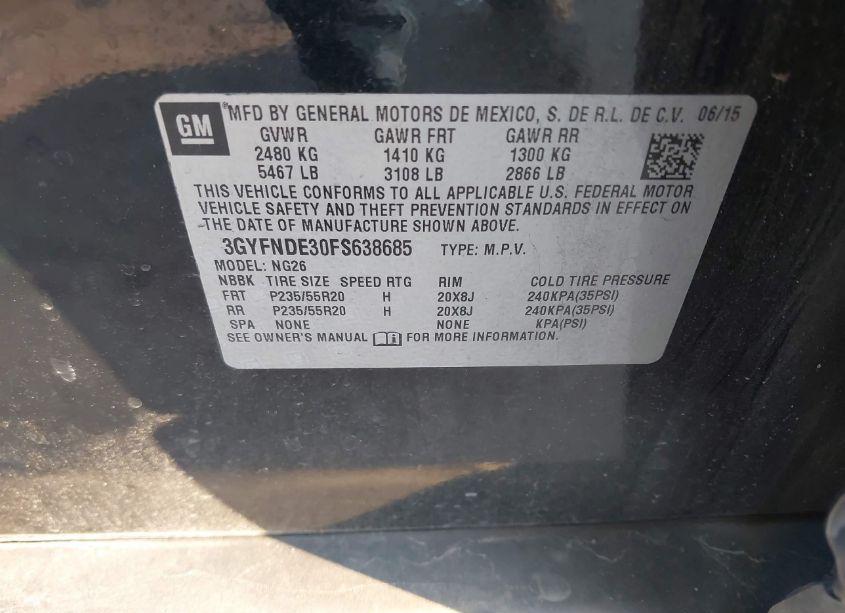 GM
®MFD BY GENERAL MOTORS DE MEXICO, S. DE R.L. DE C.V. 06/15
GVWR GAWR FRT GAWR RR
2480 KG 1410 KG 1300 KG
5467 LB 3108 LB 2866 LB
THIS VEHICLE CONFORMS TO ALL APPLICABLE U.S. FEDERAL MOTOR
VEHICLE SAFETY AND THEFT PREVENTION STANDARDS IN EFFECT ON
THE DATE OF MANUFACTURE SHOWN ABOVE.
3GYFNDE30FS638685 TYPE: M.P.V.
MODEL: NG26
NBBK TIRE SIZE SPEED RTG RIM COLD TIRE PRESSURE
FRT P235/55R20 H 20X8J 240KPA(35PSI)
RR P235/55R20 H 20X8J 240KPA(35PSI)
SPA NONE NONE KPA(PSI)
SEE OWNER'S MANUAL FOR MORE INFORMATION.